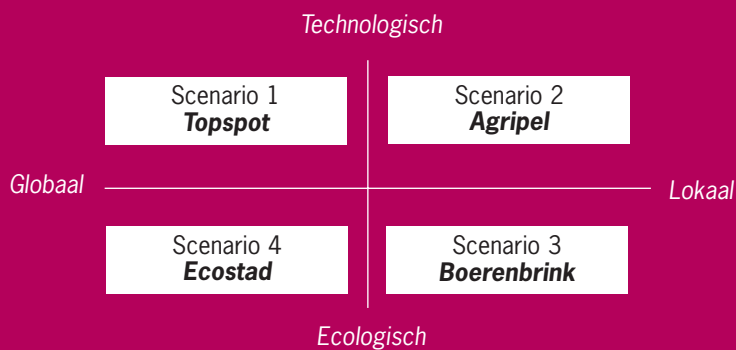 Technologisch
Scenario 1
Topspot
Scenario 2
Agripel
Globaal
Lokaal
Scenario 4
Ecostad
Scenario 3
Boerenbrink
Ecologisch